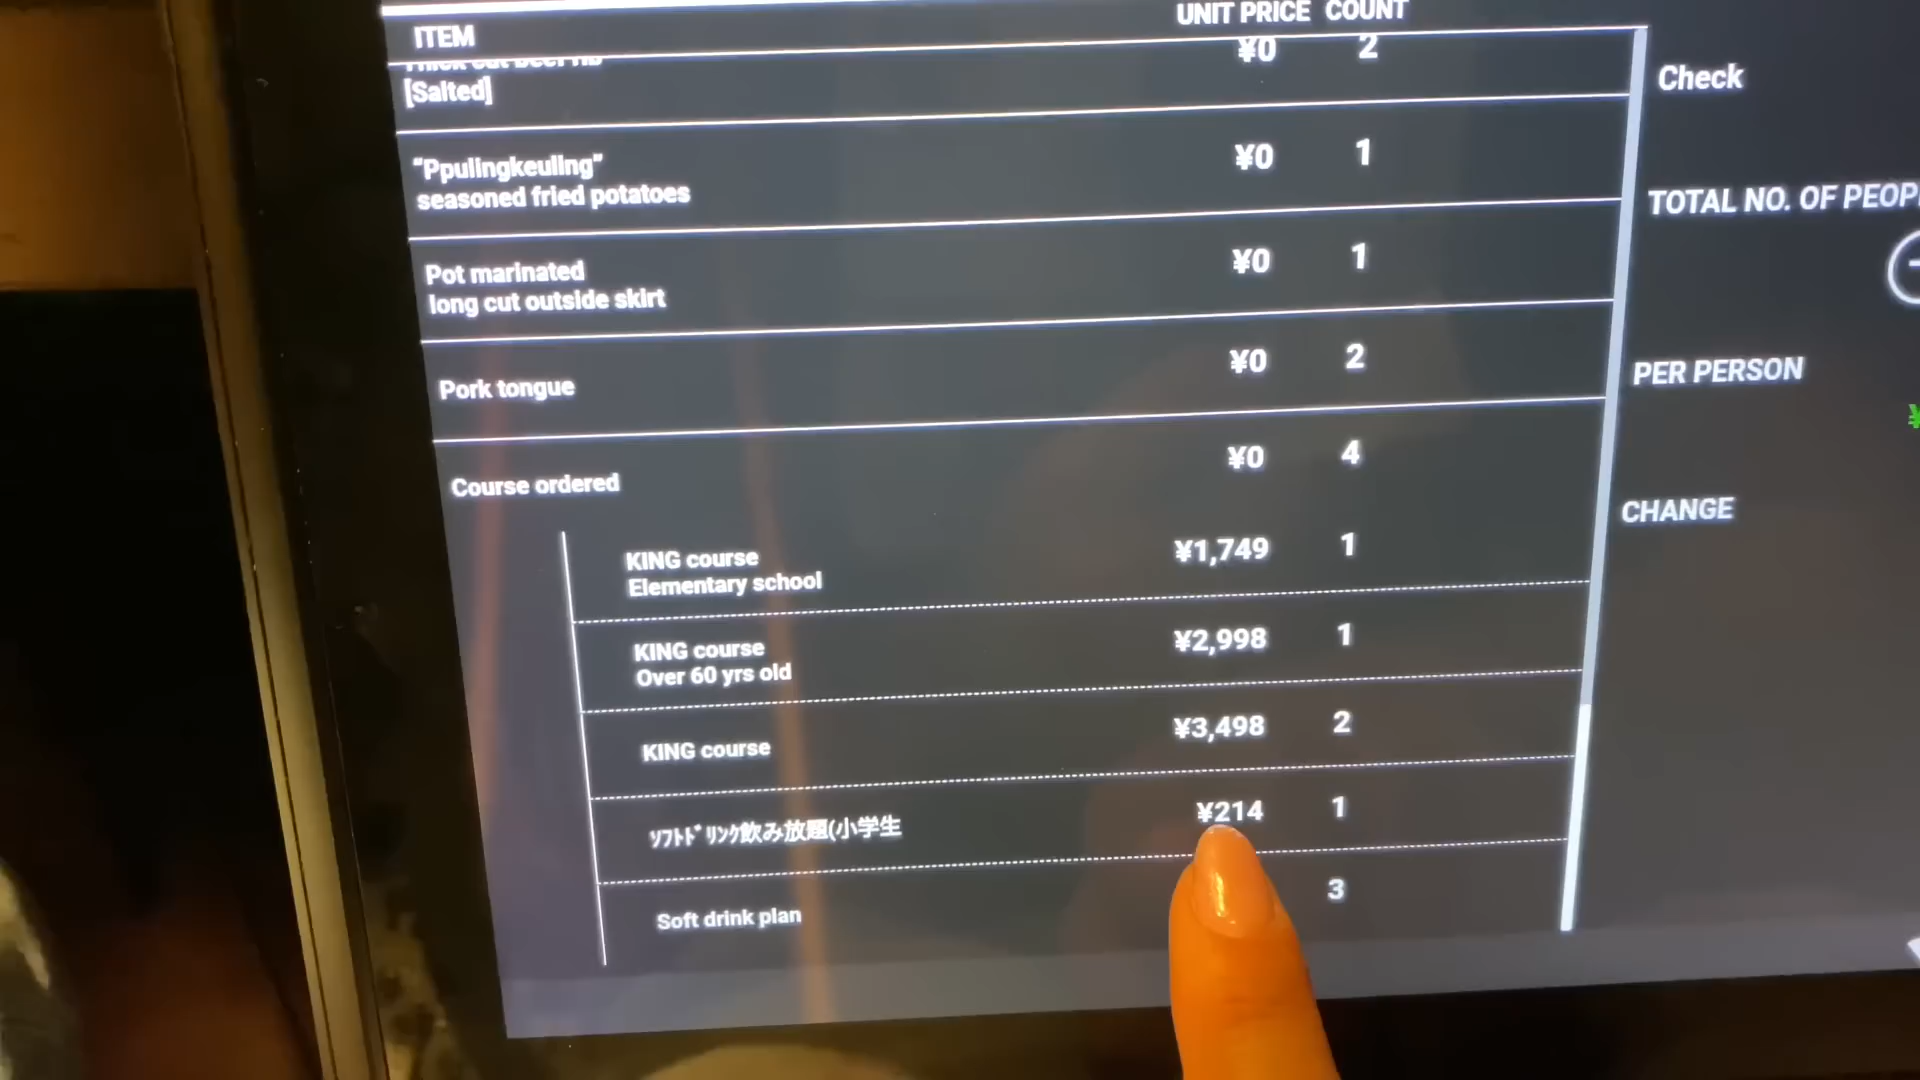 ITEM UNIT PRICE COUNT
Thick cut beef rib
[Salted] ¥0 2
"Ppulingkeuling"
seasoned fried potatoes ¥0 1
Pot marinated
long cut outside skirt ¥0 1
Pork tongue ¥0 2
Course ordered ¥0 4
KING course
Elementary school ¥1,749 1
KING course
Over 60 yrs old ¥2,998 1
KING course ¥3,498 2
ｿﾌﾄﾄﾞﾘﾝｸ飲み放題(小学生 ¥214 1
Soft drink plan 3
Check
TOTAL NO. OF PEOP
PER PERSON
¥
CHANGE